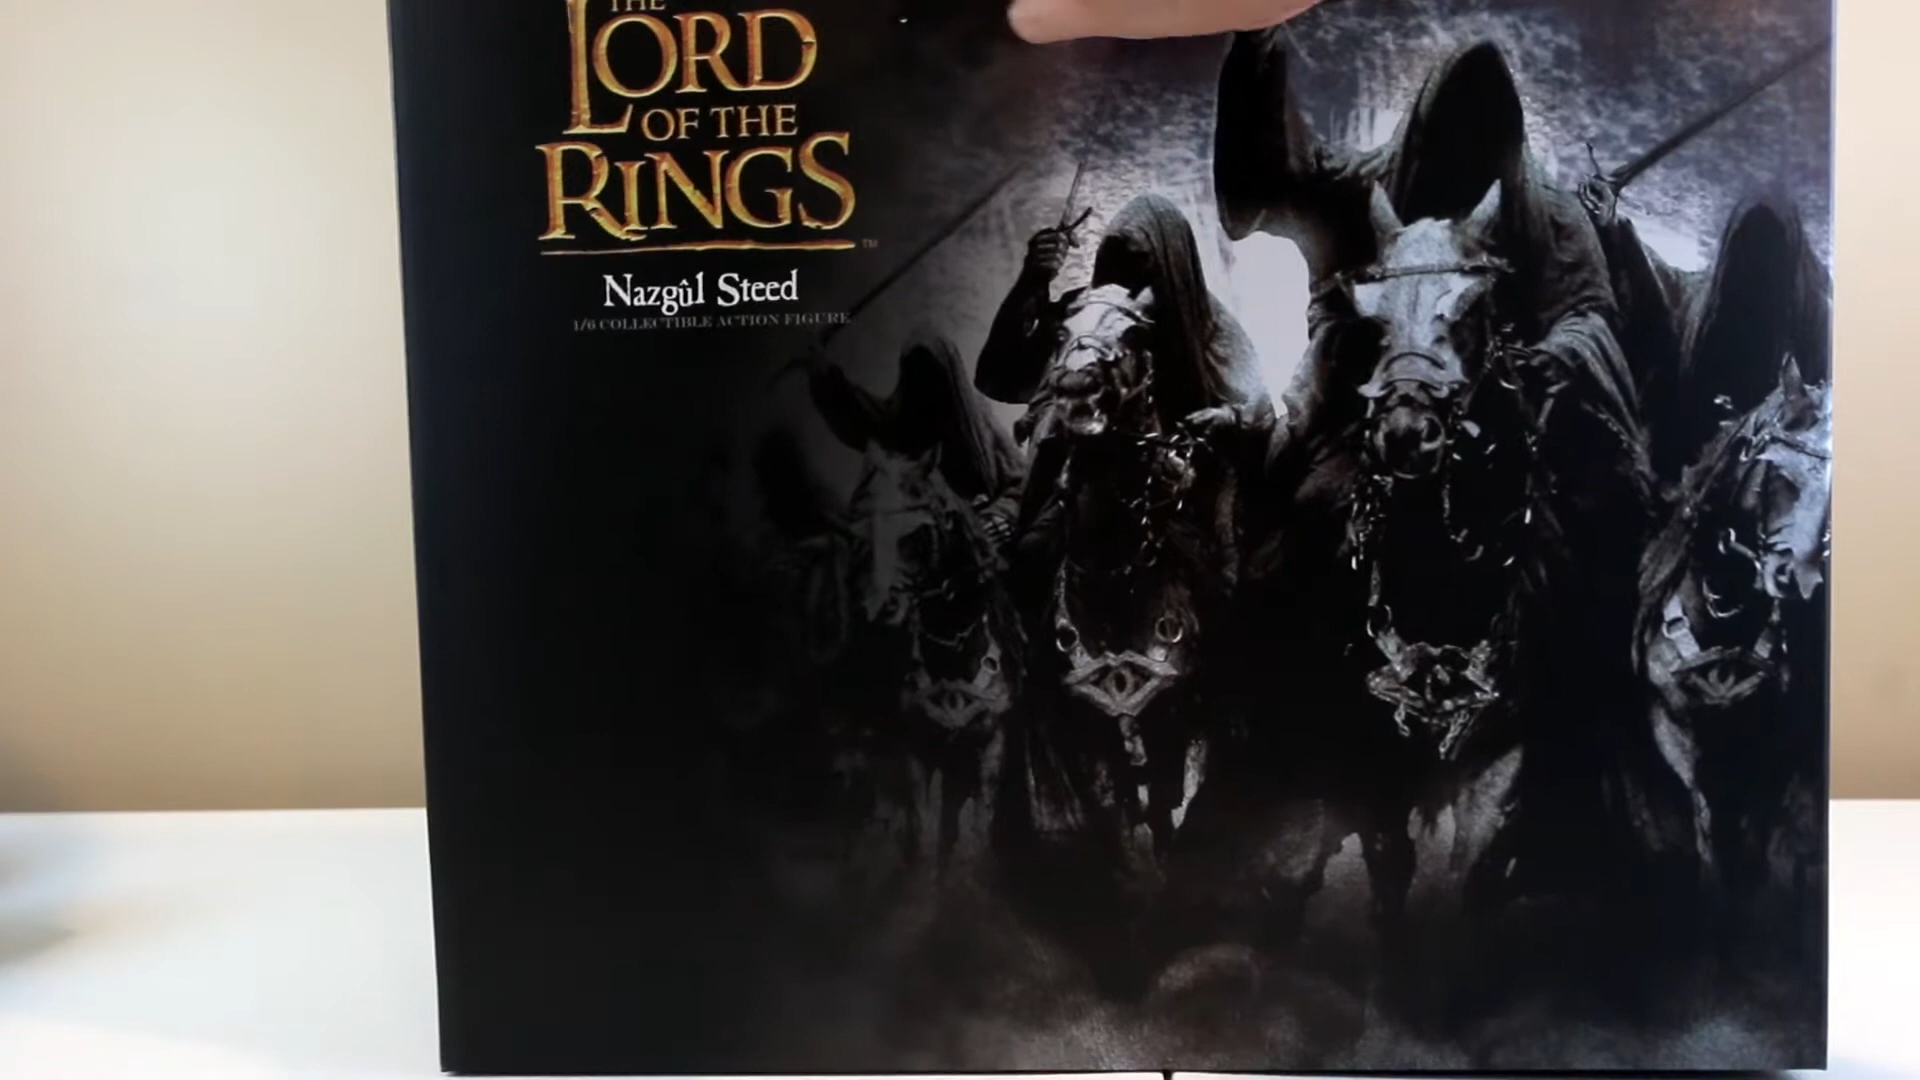 THE
LORD
OF THE
RINGS
TM
Nazgûl Steed
1/6 COLLECTIBLE ACTION FIGURE